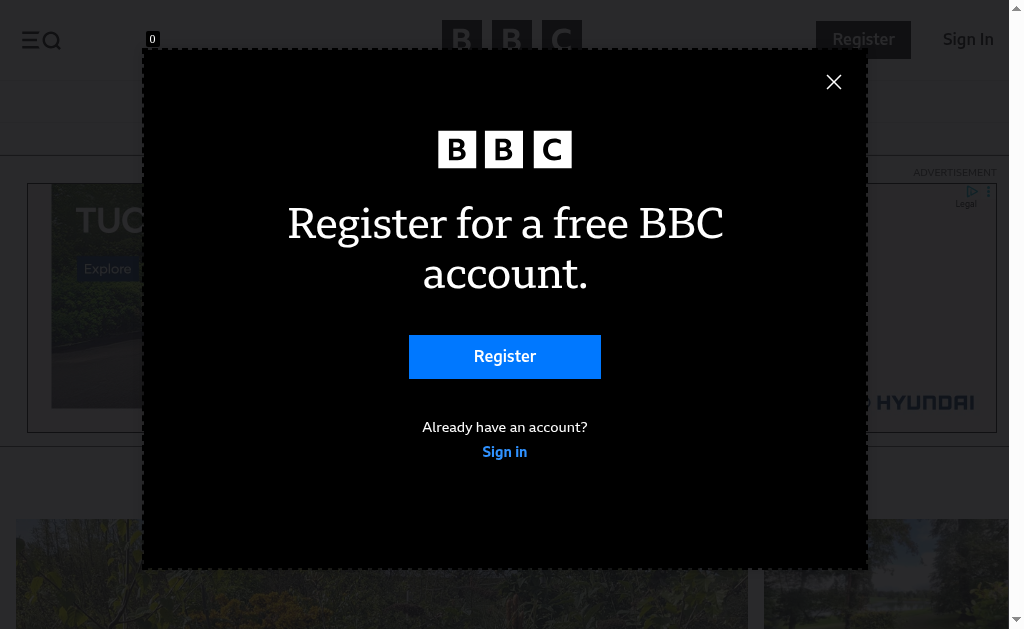 0
BBC
Register
Sign In
ADVERTISEMENT
Legal
TUC
Explore
BBC
Register for a free BBC
account.
Register
Already have an account?
Sign in
HYUNDAI